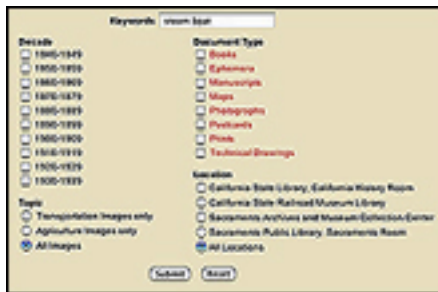 Keywords: steam boat
Decade
1840-1849
1850-1859
1860-1869
1870-1879
1880-1889
1890-1899
1900-1909
1910-1919
1920-1929
1930-1939
Topic
Transportation Images only
Agriculture Images only
All Images
Document Type
Books
Ephemera
Manuscripts
Maps
Photographs
Postcards
Prints
Technical Drawings
Location
California State Library, California History Room
California State Railroad Museum Library
Sacramento Archives and Museum Collection Center
Sacramento Public Library, Sacramento Room
All Locations
Submit Reset